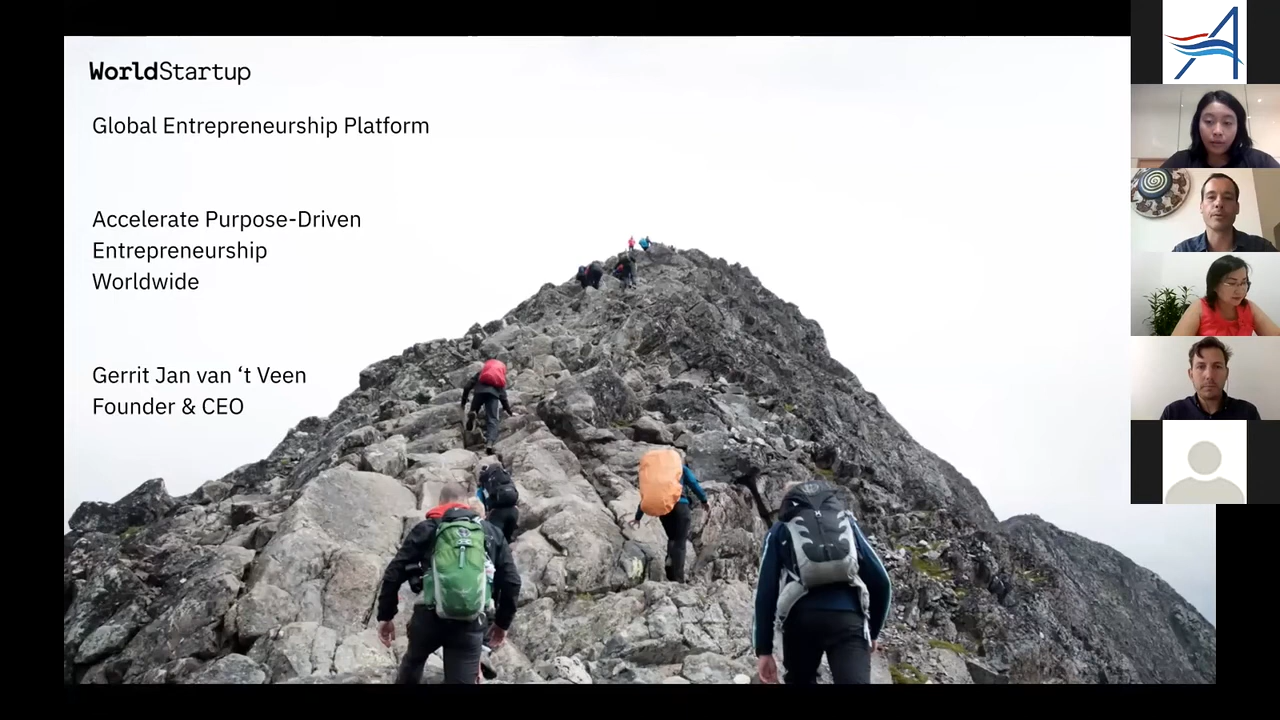 WorldStartup
Global Entrepreneurship Platform
Accelerate Purpose-Driven
Entrepreneurship
Worldwide
Gerrit Jan van ‘t Veen
Founder & CEO